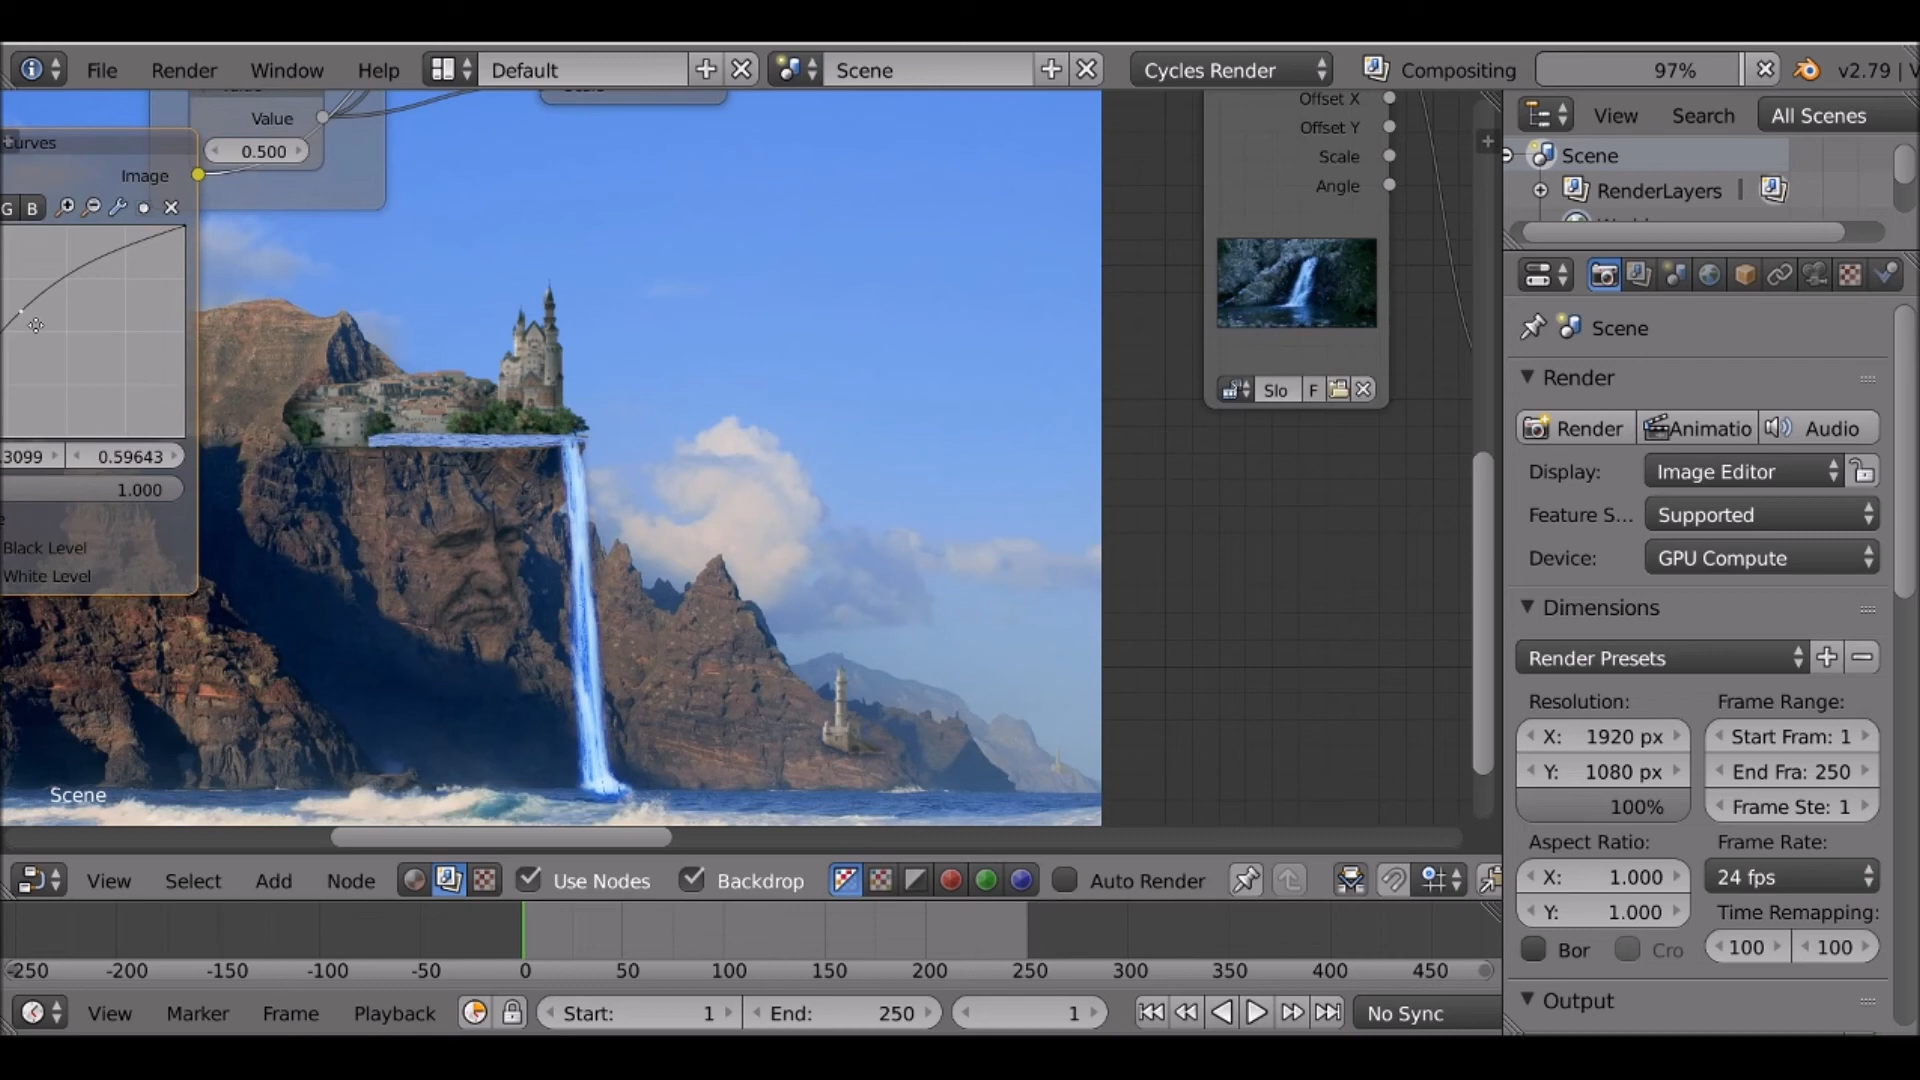 File Render Window Help Default Scene Cycles Render Compositing 97% v2.79 |
View Search All Scenes
Scene
RenderLayers
Scene
Render
Render Animatio Audio
Display: Image Editor
Feature S... Supported
Device: GPU Compute
Dimensions
Render Presets
Resolution: Frame Range:
X: 1920 px Start Fram: 1
Y: 1080 px End Fra: 250
100% Frame Ste: 1
Aspect Ratio: Frame Rate:
X: 1.000 24 fps
Y: 1.000 Time Remapping:
Bor Cro 100 100
Output
Value
0.500
Curves
Image
G B
.3099 0.59643
1.000
Black Level
White Level
Offset X
Offset Y
Scale
Angle
Slo F
Scene
View Select Add Node Use Nodes Backdrop Auto Render
-250 -200 -150 -100 -50 0 50 100 150 200 250 300 350 400 450
View Marker Frame Playback Start: 1 End: 250 1 No Sync